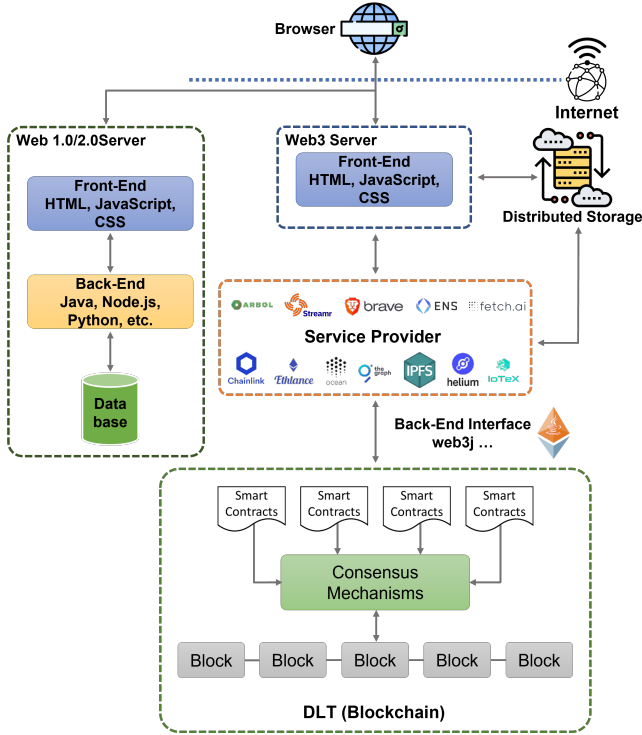 Browser
Internet
Web 1.0/2.0Server
Front-End
HTML, JavaScript,
CSS
Back-End
Java, Node.js,
Python, etc.
Data
base
Web3 Server
Front-End
HTML, JavaScript,
CSS
Distributed Storage
ARBOL
Streamr
brave
ENS
fetch.ai
Service Provider
Chainlink
Ethlance
ocean
the graph
IPFS
helium
IoTeX
Back-End Interface
web3j ...
Smart
Contracts
Smart
Contracts
Smart
Contracts
Smart
Contracts
Consensus
Mechanisms
Block
Block
Block
Block
Block
DLT (Blockchain)